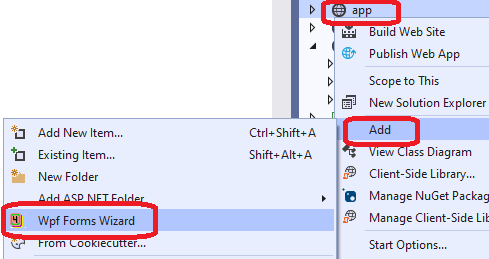 app
Build Web Site
Publish Web App
Scope to This
New Solution Explorer
Add
View Class Diagram
Client-Side Library...
Manage NuGet Packag
Manage Client-Side Lib
Start Options...
Add New Item... Ctrl+Shift+A
Existing Item... Shift+Alt+A
New Folder
Add ASP.NET Folder
Wpf Forms Wizard
From Cookiecutter...